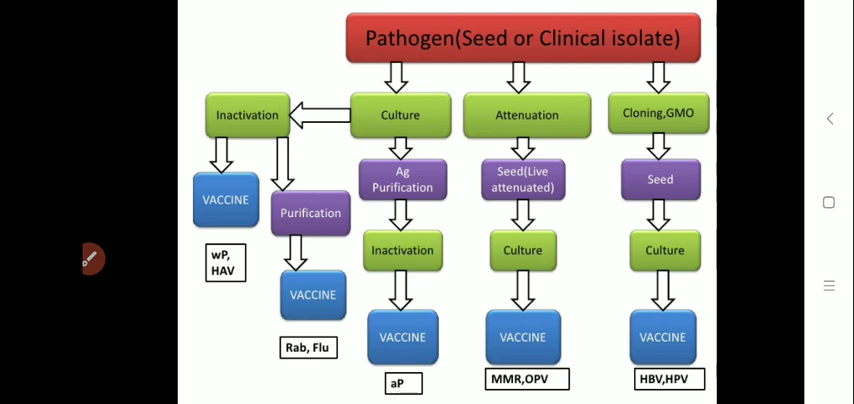 Pathogen(Seed or Clinical isolate)
Inactivation
Culture
Attenuation
Cloning,GMO
Ag
Purification
Seed(Live
attenuated)
Seed
VACCINE
Purification
Inactivation
Culture
Culture
wP,
HAV
VACCINE
VACCINE
VACCINE
VACCINE
Rab, Flu
aP
MMR,OPV
HBV,HPV